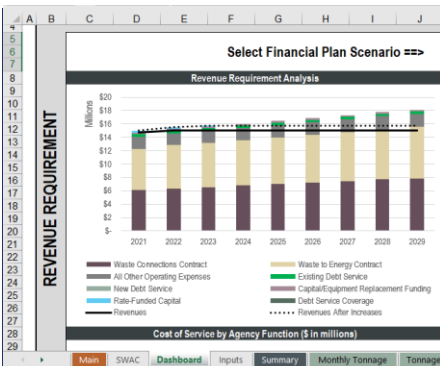 A B C D E F G H I J
4
5
6
7
8
9
10
11
12
13
14
15
16
17
18
19
20
21
22
23
24
25
26
27
28
29
REVENUE REQUIREMENT
Select Financial Plan Scenario ==>
Revenue Requirement Analysis
Millions
$20
$18
$16
$14
$12
$10
$8
$6
$4
$2
$-
2021 2022 2023 2024 2025 2026 2027 2028 2029
Waste Connections Contract Waste to Energy Contract
All Other Operating Expenses Existing Debt Service
New Debt Service Capital/Equipment Replacement Funding
Rate-Funded Capital Debt Service Coverage
Revenues Revenues After Increases
Cost of Service by Agency Function ($ in millions)
Main SWAC Dashboard Inputs Summary Monthly Tonnage Tonnage